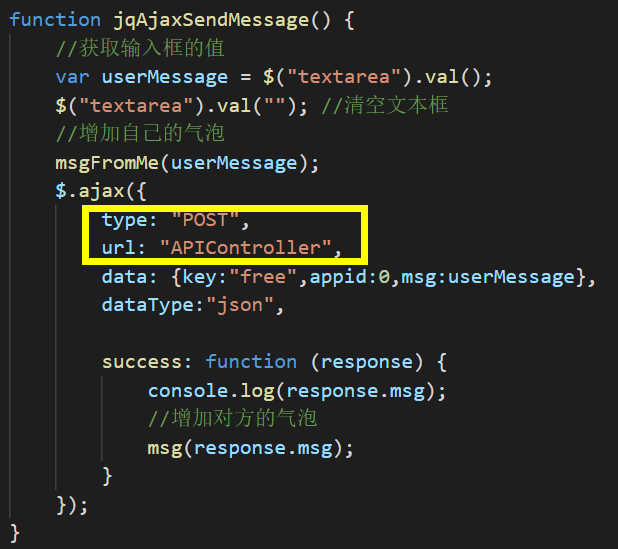 function jqAjaxSendMessage() {
//获取输入框的值
var userMessage = $("textarea").val();
$("textarea").val(""); //清空文本框
//增加自己的气泡
msgFromMe(userMessage);
$.ajax({
type: "POST",
url: "APIController",
data: {key:"free",appid:0,msg:userMessage},
dataType:"json",
success: function (response) {
console.log(response.msg);
//增加对方的气泡
msg(response.msg);
}
});
}